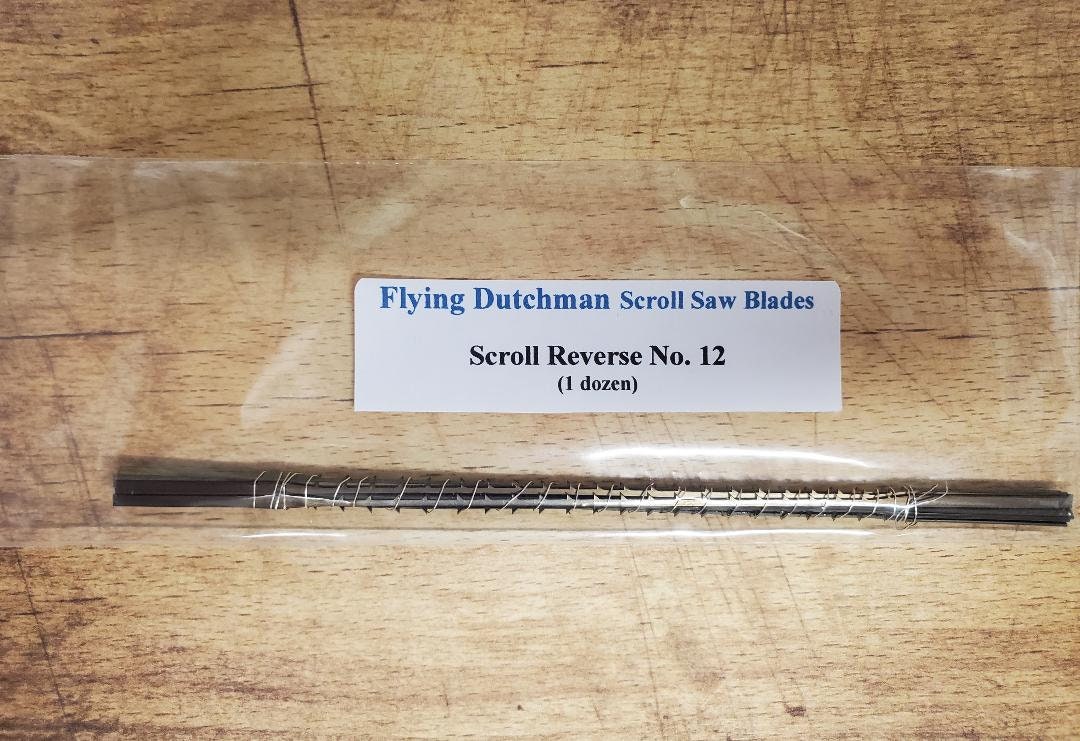 Flying Dutchman Scroll Saw Blades
Scroll Reverse No. 12
(1 dozen)